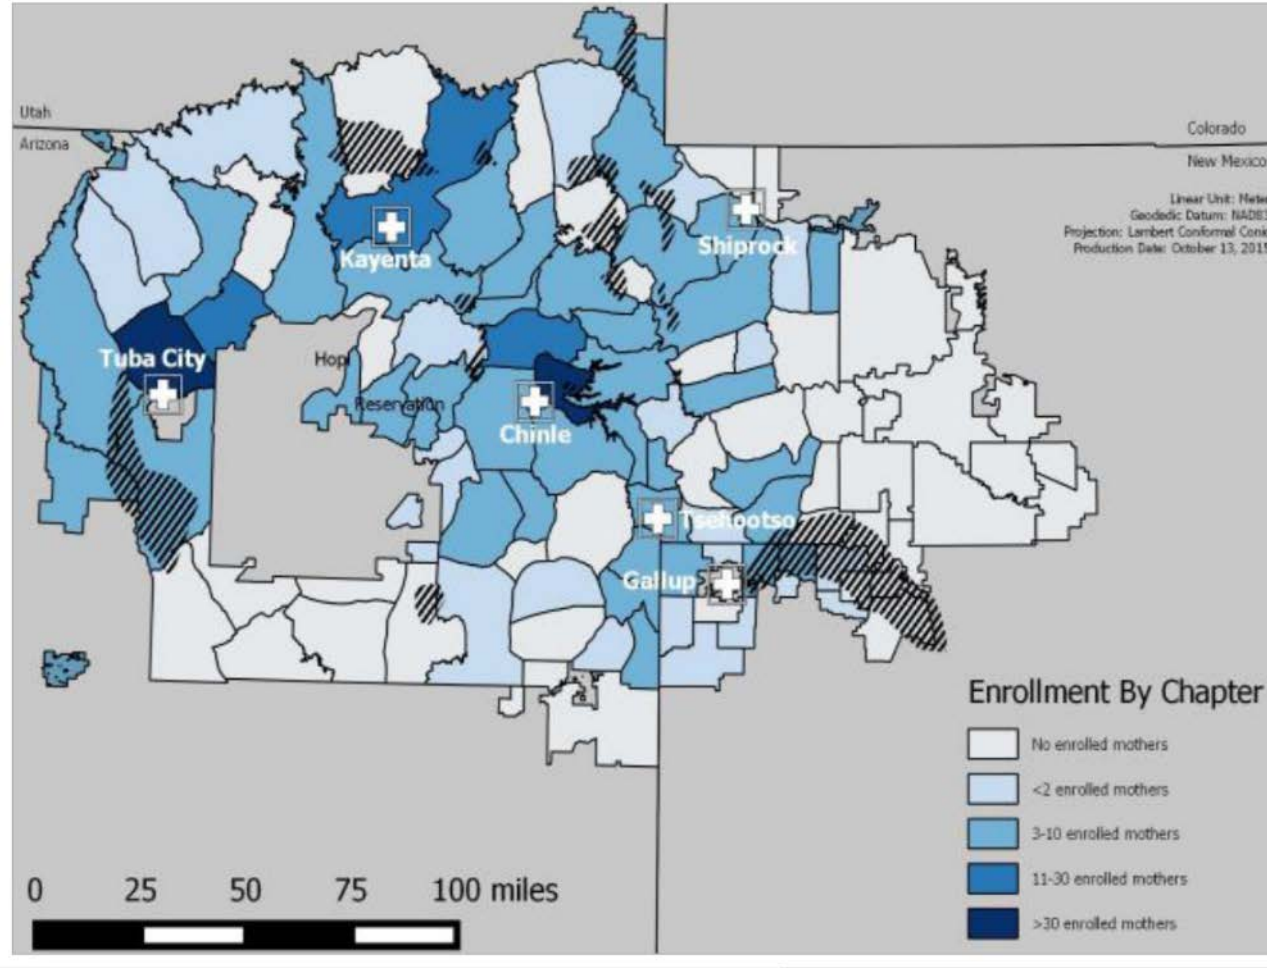 Utah
Arizona
Colorado
New Mexico
Linear Unit: Meter
Geodedic Datum: NAD83
Projection: Lambert Conformal Conic
Production Date: October 13, 2015
Shiprock
Kayenta
Tuba City
Hopi
Reservation
Chinle
Tsehootso
Gallup
Enrollment By Chapter
No enrolled mothers
<2 enrolled mothers
3-10 enrolled mothers
11-30 enrolled mothers
>30 enrolled mothers
0 25 50 75 100 miles